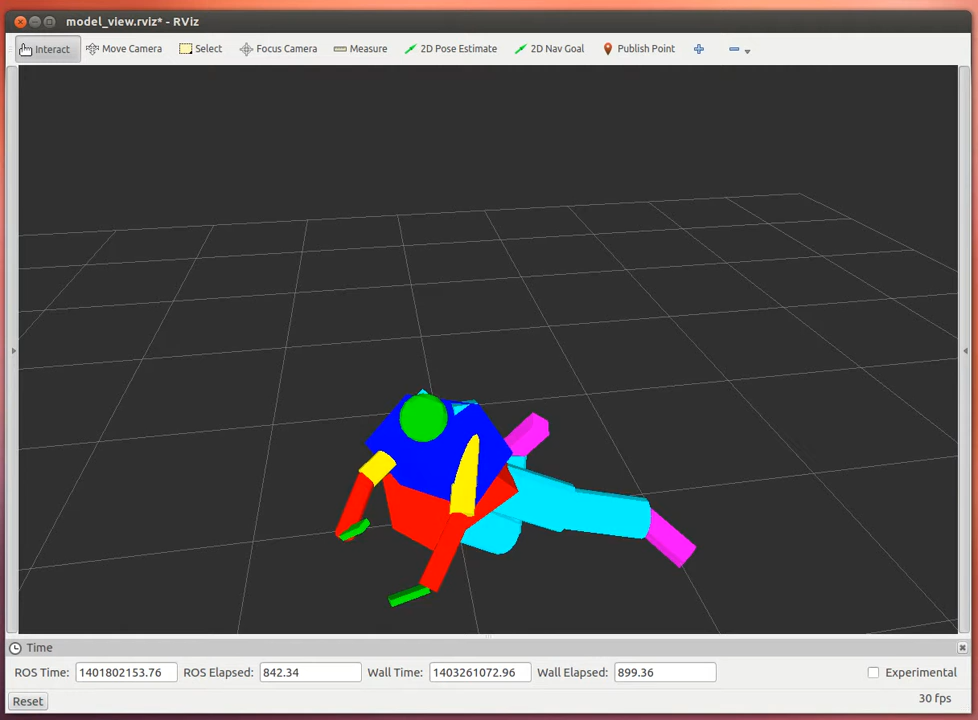 model_view.rviz* - RViz
Interact Move Camera Select Focus Camera Measure 2D Pose Estimate 2D Nav Goal Publish Point
Time
ROS Time: 1401802153.76 ROS Elapsed: 842.34 Wall Time: 1403261072.96 Wall Elapsed: 899.36 Experimental
Reset 30 fps